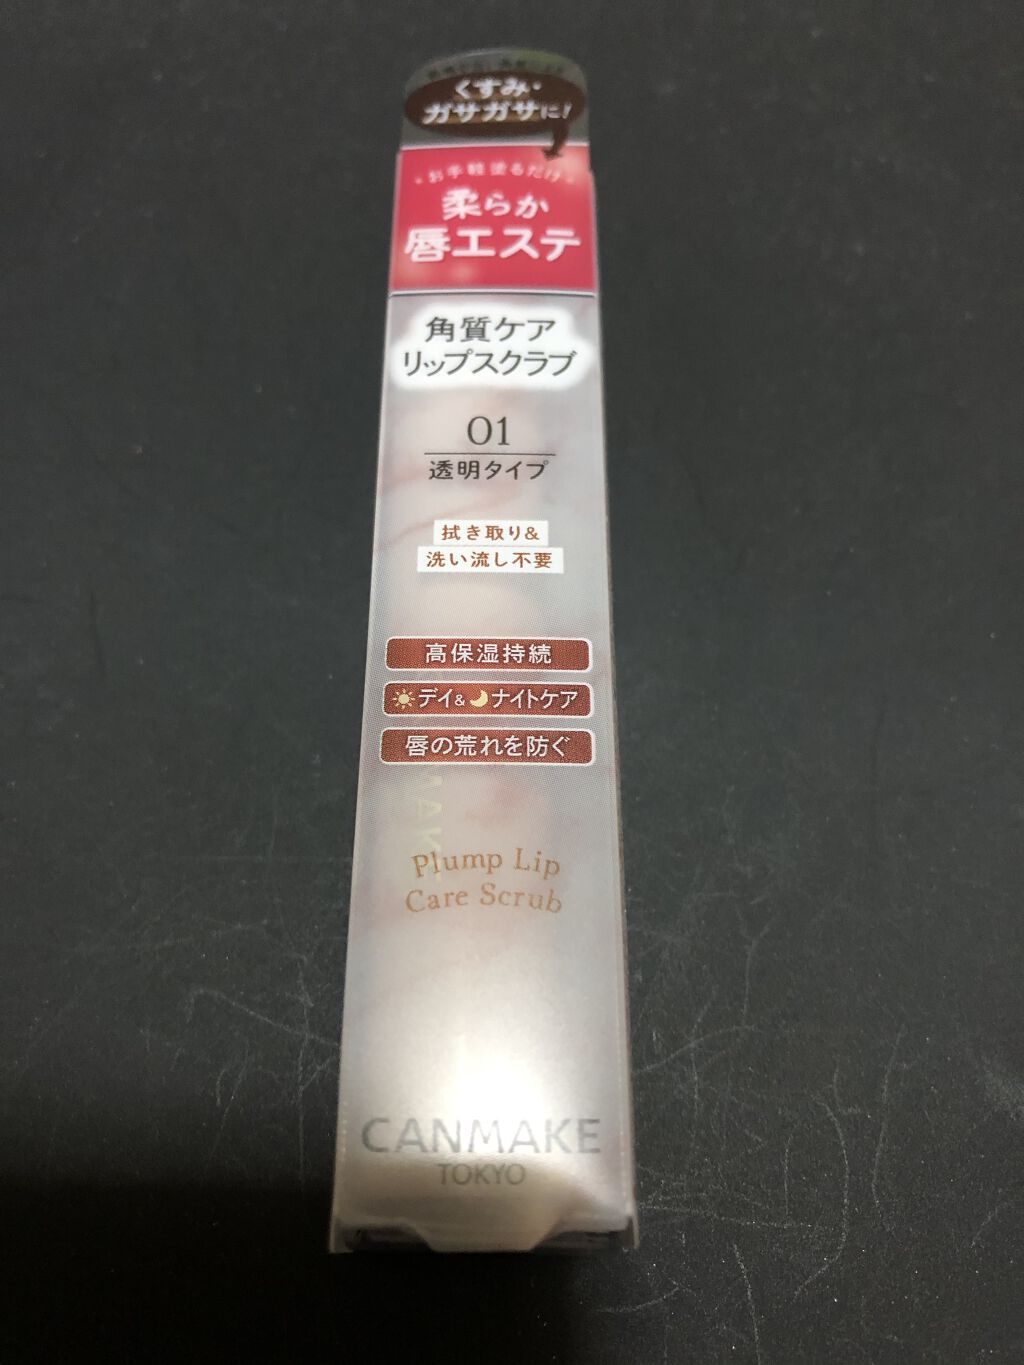 くすみ・
ガサガサに!
お手軽塗るだけ
柔らか
唇エステ
角質ケア
リップスクラブ
01
透明タイプ
拭き取り&
洗い流し不要
高保湿持続
デイ&ナイトケア
唇の荒れを防ぐ
Plump Lip
Care Scrub
CANMAKE
TOKYO